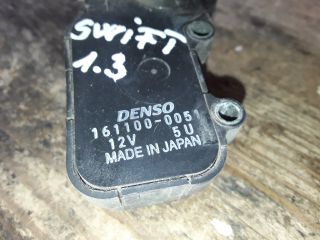 SWIFT
1.3
DENSO
161100-0051
12V 5U
MADE IN JAPAN